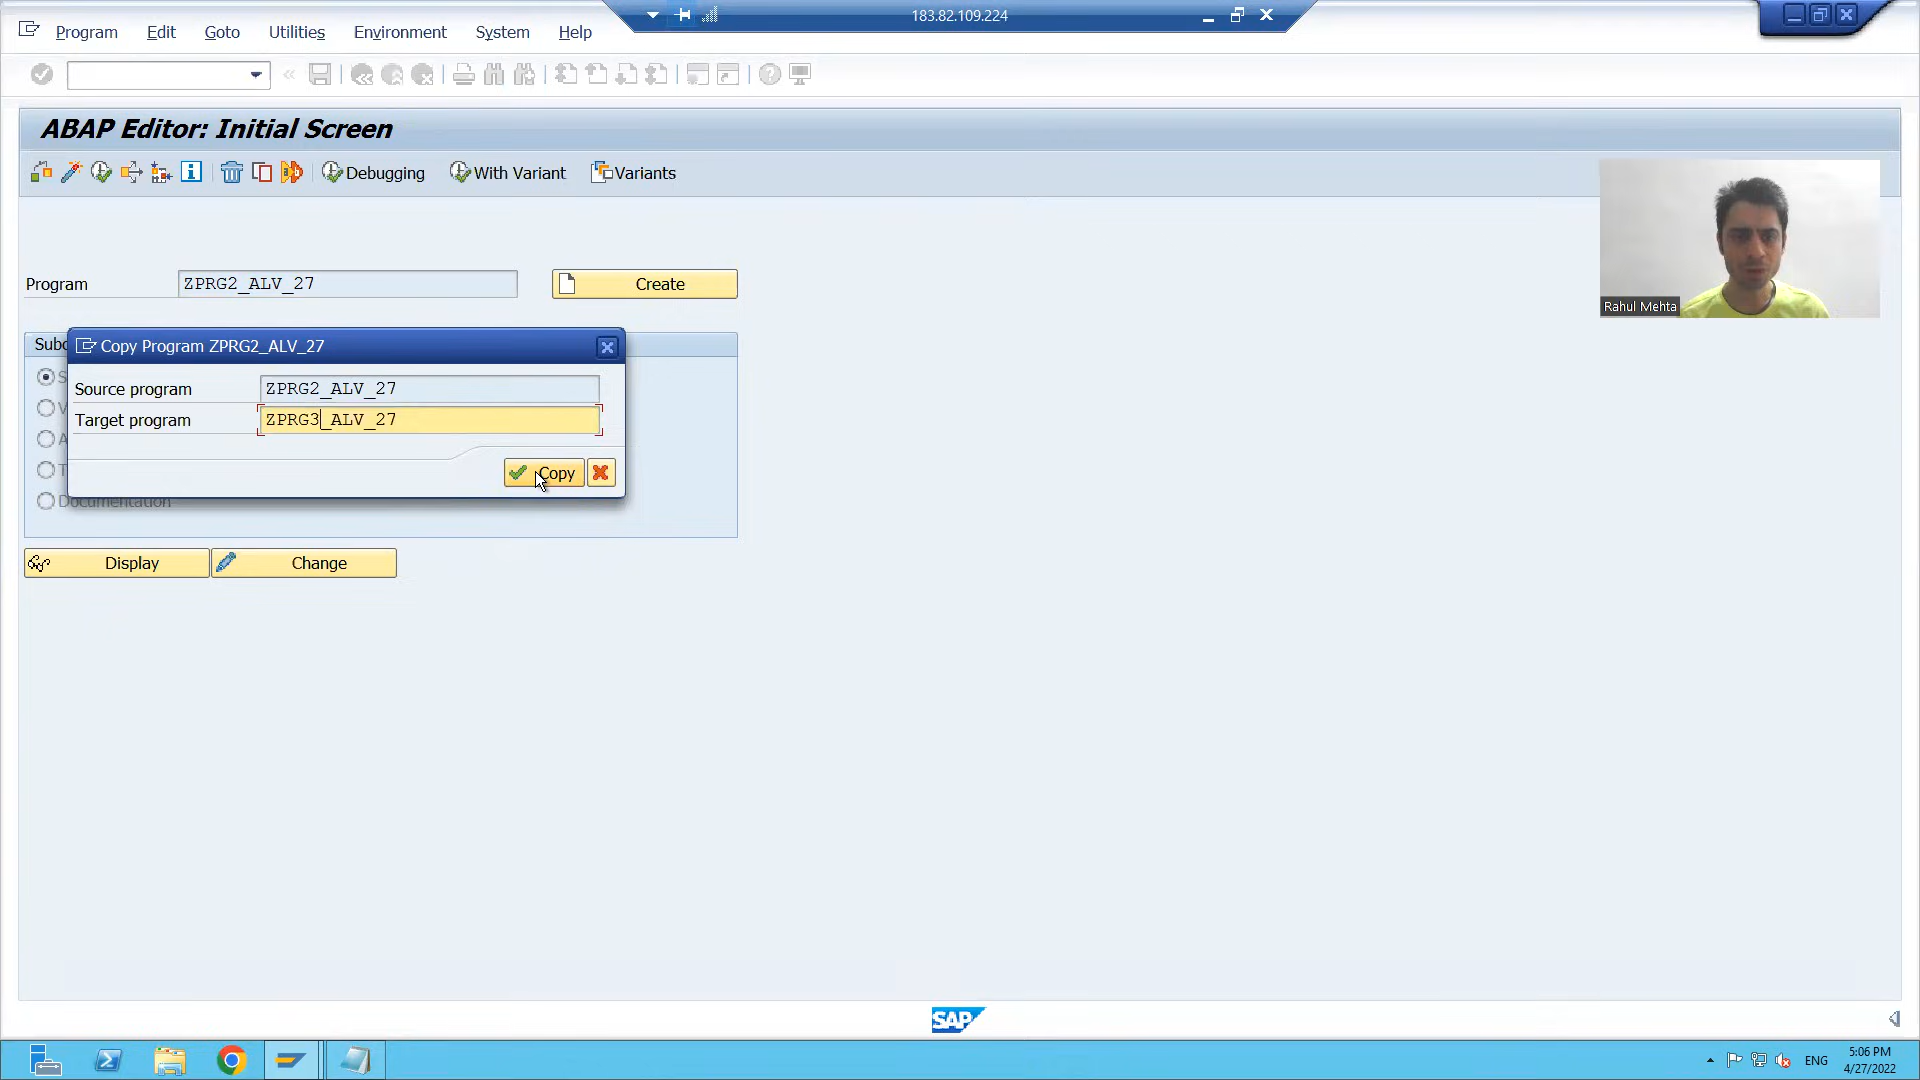 183.82.109.224
Program Edit Goto Utilities Environment System Help
ABAP Editor: Initial Screen
Debugging With Variant Variants
Program ZPRG2_ALV_27 Create
Rahul Mehta
Copy Program ZPRG2_ALV_27
Source program ZPRG2_ALV_27
Target program ZPRG3_ALV_27
Copy
Documentation
Display Change
SAP
ENG
5:06 PM
4/27/2022